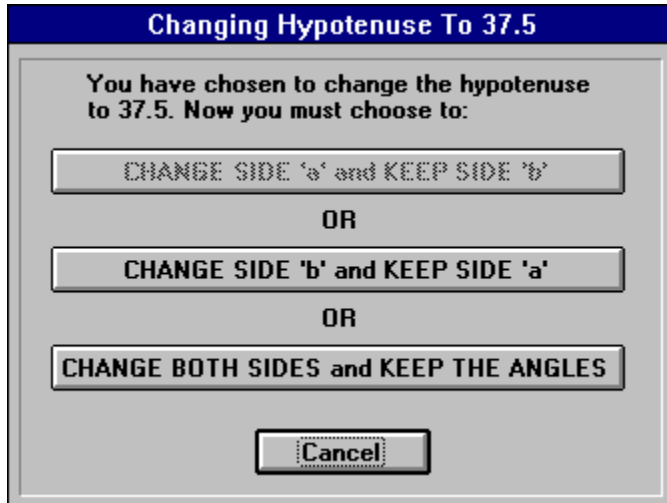 Changing Hypotenuse To 37.5
You have chosen to change the hypotenuse
to 37.5. Now you must choose to:
CHANGE SIDE 'a' and KEEP SIDE 'b'
OR
CHANGE SIDE 'b' and KEEP SIDE 'a'
OR
CHANGE BOTH SIDES and KEEP THE ANGLES
Cancel